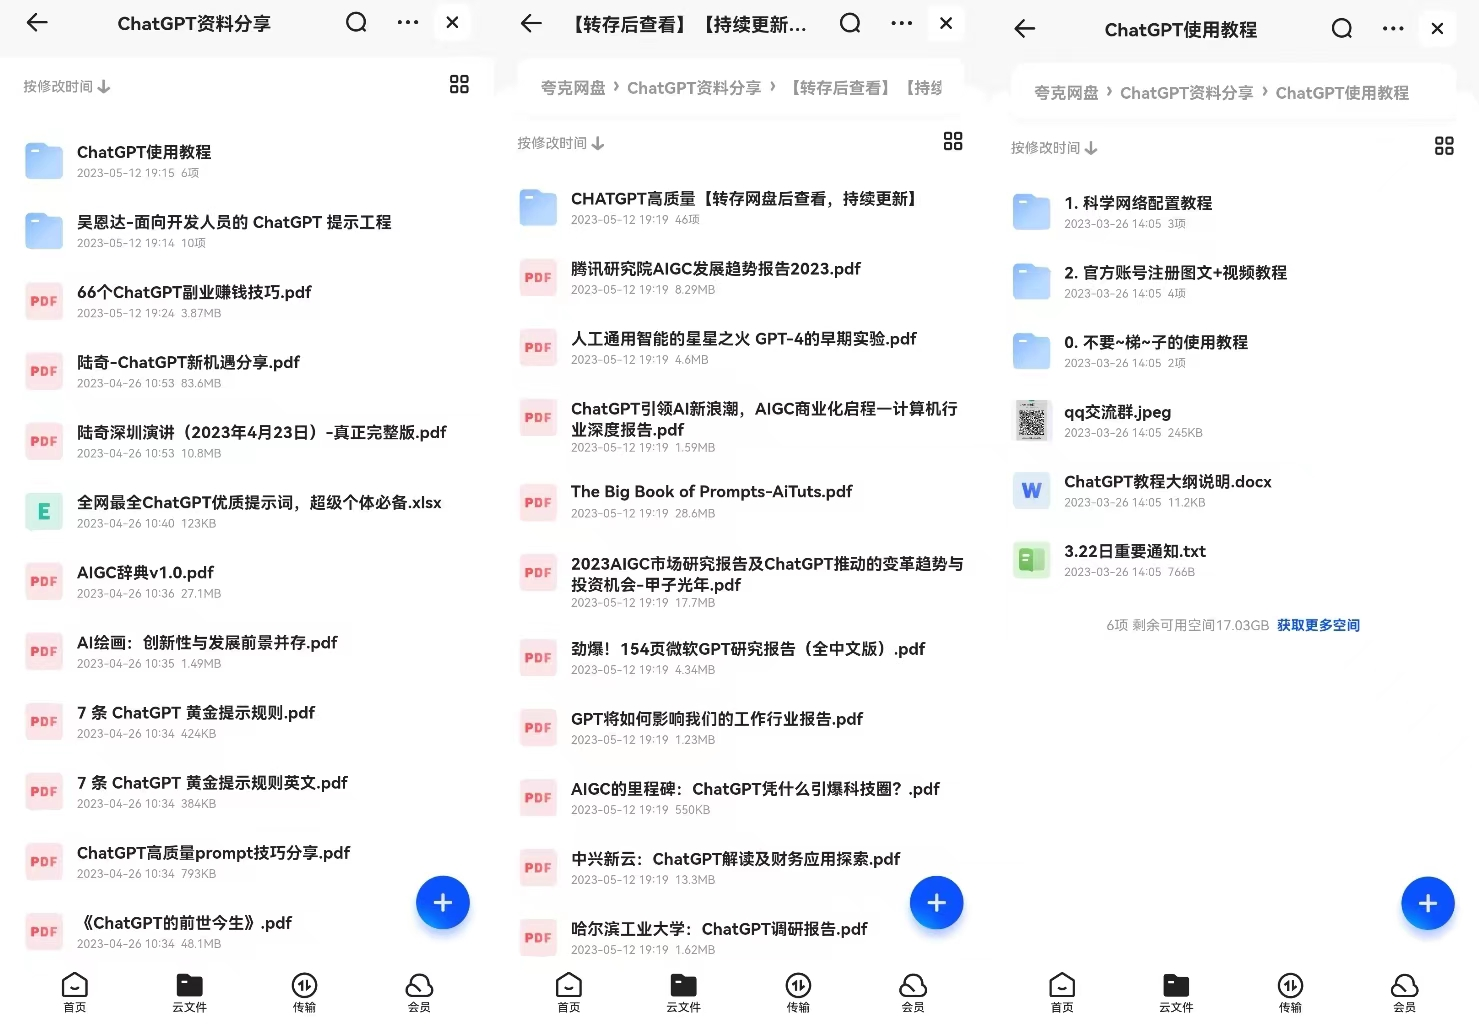 ChatGPT资料分享
按修改时间
ChatGPT使用教程
2023-05-12 19:15 6项
吴恩达-面向开发人员的 ChatGPT 提示工程
2023-05-12 19:14 10项
PDF
66个ChatGPT副业赚钱技巧.pdf
2023-05-12 19:24 3.87MB
PDF
陆奇-ChatGPT新机遇分享.pdf
2023-04-26 10:53 83.6MB
PDF
陆奇深圳演讲（2023年4月23日）-真正完整版.pdf
2023-04-26 10:53 10.8MB
E
全网最全ChatGPT优质提示词，超级个体必备.xlsx
2023-04-26 10:40 123KB
PDF
AIGC辞典v1.0.pdf
2023-04-26 10:36 27.1MB
PDF
AI绘画：创新性与发展前景并存.pdf
2023-04-26 10:35 1.49MB
PDF
7 条 ChatGPT 黄金提示规则.pdf
2023-04-26 10:34 424KB
PDF
7 条 ChatGPT 黄金提示规则英文.pdf
2023-04-26 10:34 384KB
PDF
ChatGPT高质量prompt技巧分享.pdf
2023-04-26 10:34 793KB
PDF
《ChatGPT的前世今生》.pdf
2023-04-26 10:34 48.1MB
首页 云文件 传输 会员
【转存后查看】【持续更新...
夸克网盘 › ChatGPT资料分享 › 【转存后查看】【持续
按修改时间
CHATGPT高质量【转存网盘后查看，持续更新】
2023-05-12 19:19 46项
PDF
腾讯研究院AIGC发展趋势报告2023.pdf
2023-05-12 19:19 8.29MB
PDF
人工通用智能的星星之火 GPT-4的早期实验.pdf
2023-05-12 19:19 4.6MB
PDF
ChatGPT引领AI新浪潮，AIGC商业化启程—计算机行
业深度报告.pdf
2023-05-12 19:19 1.59MB
PDF
The Big Book of Prompts-AiTuts.pdf
2023-05-12 19:19 28.6MB
PDF
2023AIGC市场研究报告及ChatGPT推动的变革趋势与
投资机会-甲子光年.pdf
2023-05-12 19:19 17.7MB
PDF
劲爆！154页微软GPT研究报告（全中文版）.pdf
2023-05-12 19:19 4.34MB
PDF
GPT将如何影响我们的工作行业报告.pdf
2023-05-12 19:19 1.23MB
PDF
AIGC的里程碑：ChatGPT凭什么引爆科技圈？.pdf
2023-05-12 19:19 550KB
PDF
中兴新云：ChatGPT解读及财务应用探索.pdf
2023-05-12 19:19 13.3MB
PDF
哈尔滨工业大学：ChatGPT调研报告.pdf
2023-05-12 19:19 1.62MB
首页 云文件 传输 会员
ChatGPT使用教程
夸克网盘 › ChatGPT资料分享 › ChatGPT使用教程
按修改时间
1. 科学网络配置教程
2023-03-26 14:05 3项
2. 官方账号注册图文+视频教程
2023-03-26 14:05 4项
0. 不要~梯~子的使用教程
2023-03-26 14:05 2项
qq交流群.jpeg
2023-03-26 14:05 245KB
W
ChatGPT教程大纲说明.docx
2023-03-26 14:05 11.2KB
3.22日重要通知.txt
2023-03-26 14:05 766B
6项 剩余可用空间17.03GB 获取更多空间
首页 云文件 传输 会员